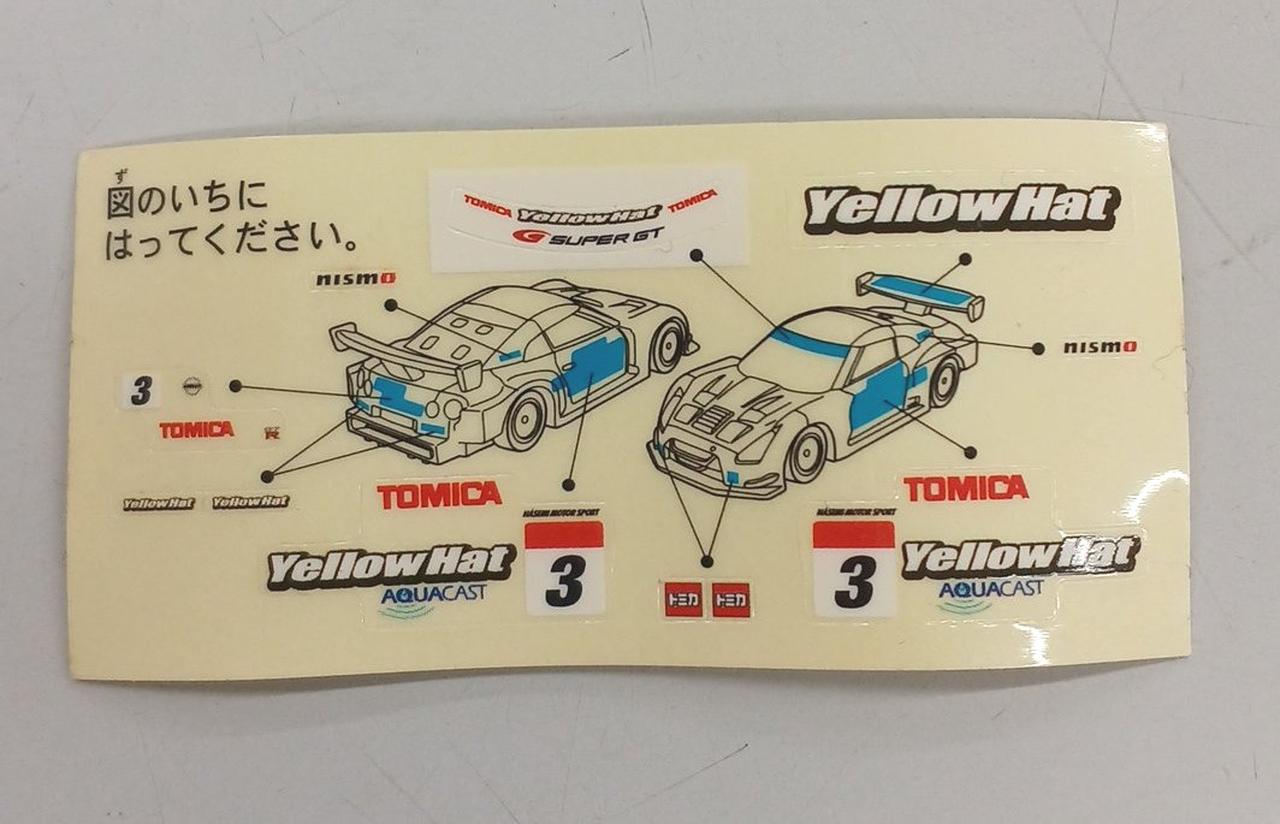 ず
図のいちに
はってください。
TOMICA YellowHat TOMICA
SUPER GT
YellowHat
nismo
nismo
3
TOMICA
GT R
YellowHat YellowHat
TOMICA
HASEMI MOTOR SPORT
3
YellowHat
AQUACAST
トミカ トミカ
TOMICA
HASEMI MOTOR SPORT
3
YellowHat
AQUACAST